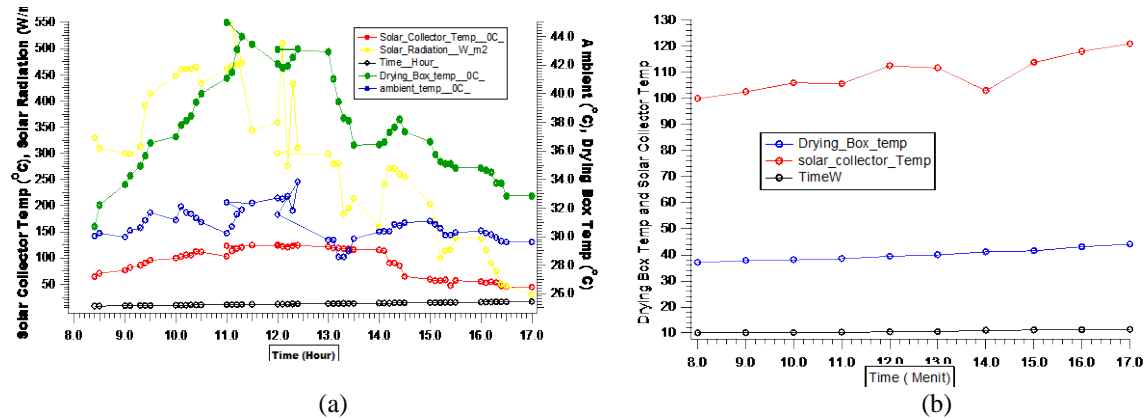 Solar Collector Temp (°C), Solar Radiation (W/m
550
500
450
400
350
300
250
200
150
100
50
Solar_Collector_Temp__0C_
Solar_Radiation__W_m2
Time__Hour_
Drying_Box_temp__0C_
ambient_temp__0C_
44.0
42.0
40.0
38.0
36.0
34.0
32.0
30.0
28.0
26.0
Ambient (°C), Drying Box Temp (°C)
8.0 9.0 10.0 11.0 12.0 13.0 14.0 15.0 16.0 17.0
Time (Hour)
(a)
Drying Box Temp and Solar Collector Temp
130
120
110
100
90
80
70
60
50
40
30
20
10
Drying_Box_temp
solar_collector_Temp
TimeW
8.0 9.0 10.0 11.0 12.0 13.0 14.0 15.0 16.0 17.0
Time ( Menit)
(b)